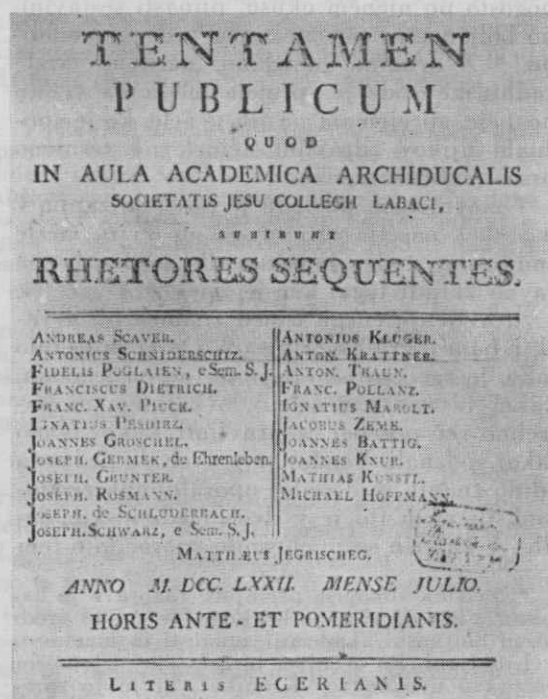 TENTAMEN
PUBLICUM
QUOD
IN AULA ACADEMICA ARCHIDUCALIS
SOCIETATIS JESU COLLEGII LABACI,
SUBIBUNT
RHETORES SEQUENTES.
ANDREAS SCAVER.
ANTONIUS SCHNIDERSCHIZ.
FIDELIS POGLAIEN, e Sem. S. J.
FRANCISCUS DIETRICH.
FRANC. XAV. PIUCK.
IGNATIUS PESDIRZ.
JOANNES GROSCHEL.
JOSEPH. GERMEK, de Ehrenleben.
JOSEPH. GRUNTER.
JOSEPH. ROSMANN.
JOSEPH. de SCHLUDERBACH.
JOSEPH. SCHWARZ, e Sem. S. J.
ANTONIUS KLUGER.
ANTON. KRATTNER.
ANTON. TRAUN.
FRANC. POLLANZ.
IGNATIUS MAROLT.
JACOBUS ZEME.
JOANNES BATTIG.
JOANNES KNUR.
MATHIAS KUNSTL.
MICHAEL HOFFMANN.
MATTHÆUS JEGRISCHEG.
ANNO M. DCC. LXXII. MENSE JULIO.
HORIS ANTE- ET POMERIDIANIS.
LITERIS EGERIANIS.